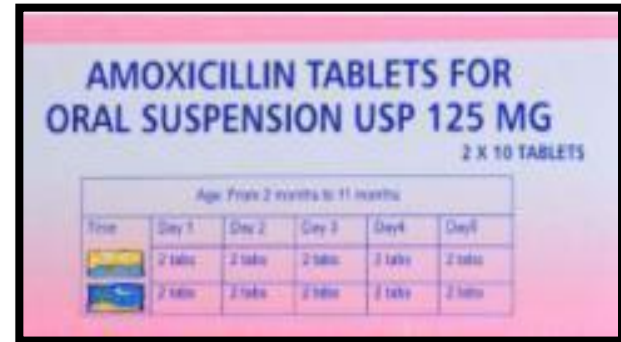 AMOXICILLIN TABLETS FOR
ORAL SUSPENSION USP 125 MG
2 X 10 TABLETS
Age: From 2 months to 11 months
Time Day 1 Day 2 Day 3 Day4 Day5
2 tabs 2 tabs 2 tabs 2 tabs 2 tabs
2 tabs 2 tabs 2 tabs 2 tabs 2 tabs